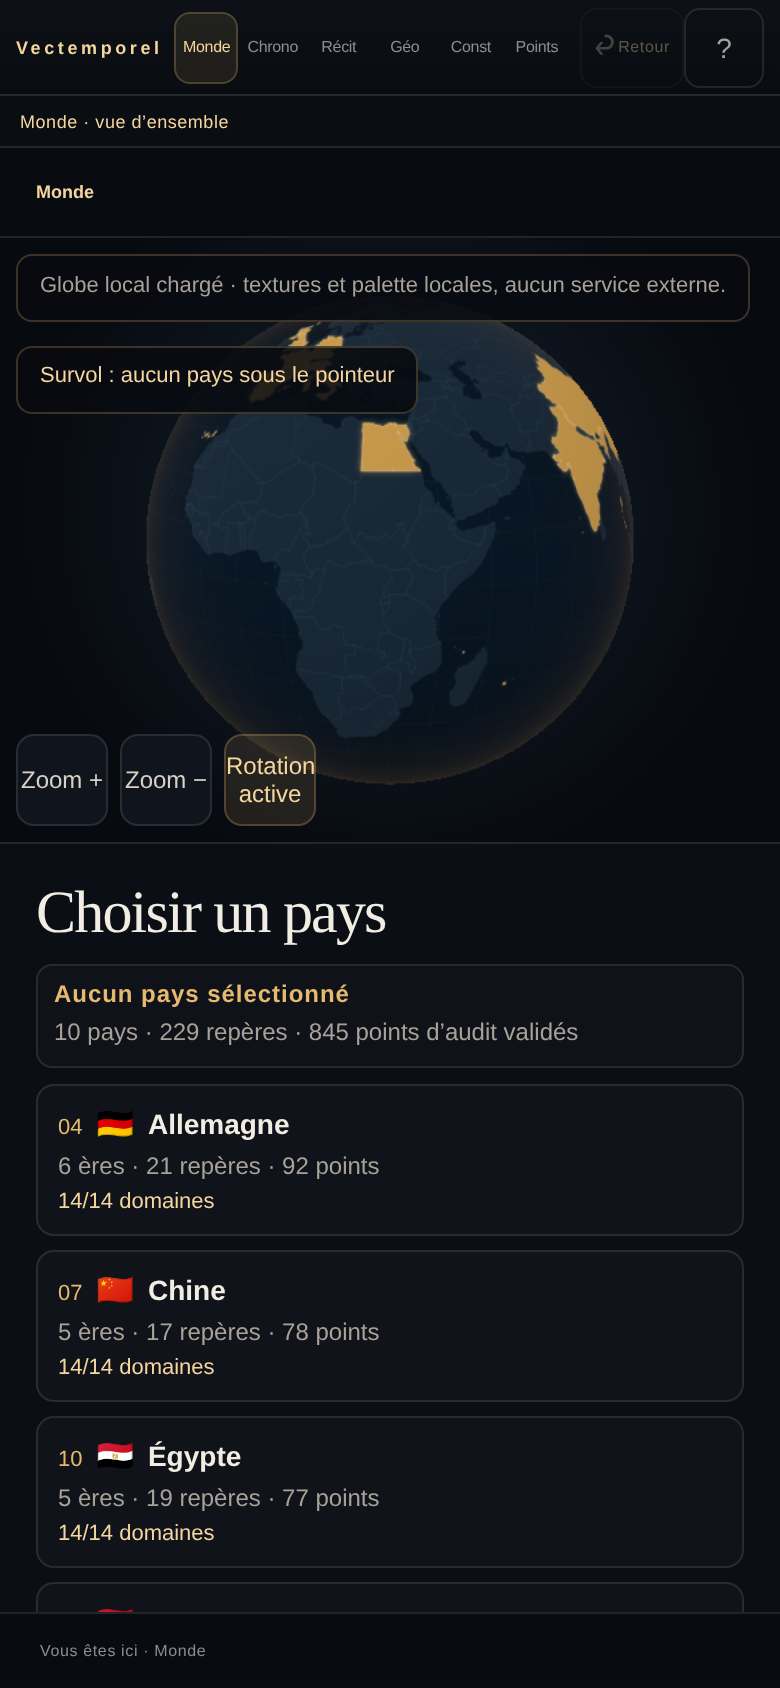 Vectemporel Monde Chrono Récit Géo Const Points Retour ?
Monde · vue d’ensemble
Monde
Globe local chargé · textures et palette locales, aucun service externe.
Survol : aucun pays sous le pointeur
Zoom + Zoom − Rotation active
Choisir un pays
Aucun pays sélectionné
10 pays · 229 repères · 845 points d’audit validés
04 Allemagne
6 ères · 21 repères · 92 points
14/14 domaines
07 Chine
5 ères · 17 repères · 78 points
14/14 domaines
10 Égypte
5 ères · 19 repères · 77 points
14/14 domaines
Vous êtes ici · Monde